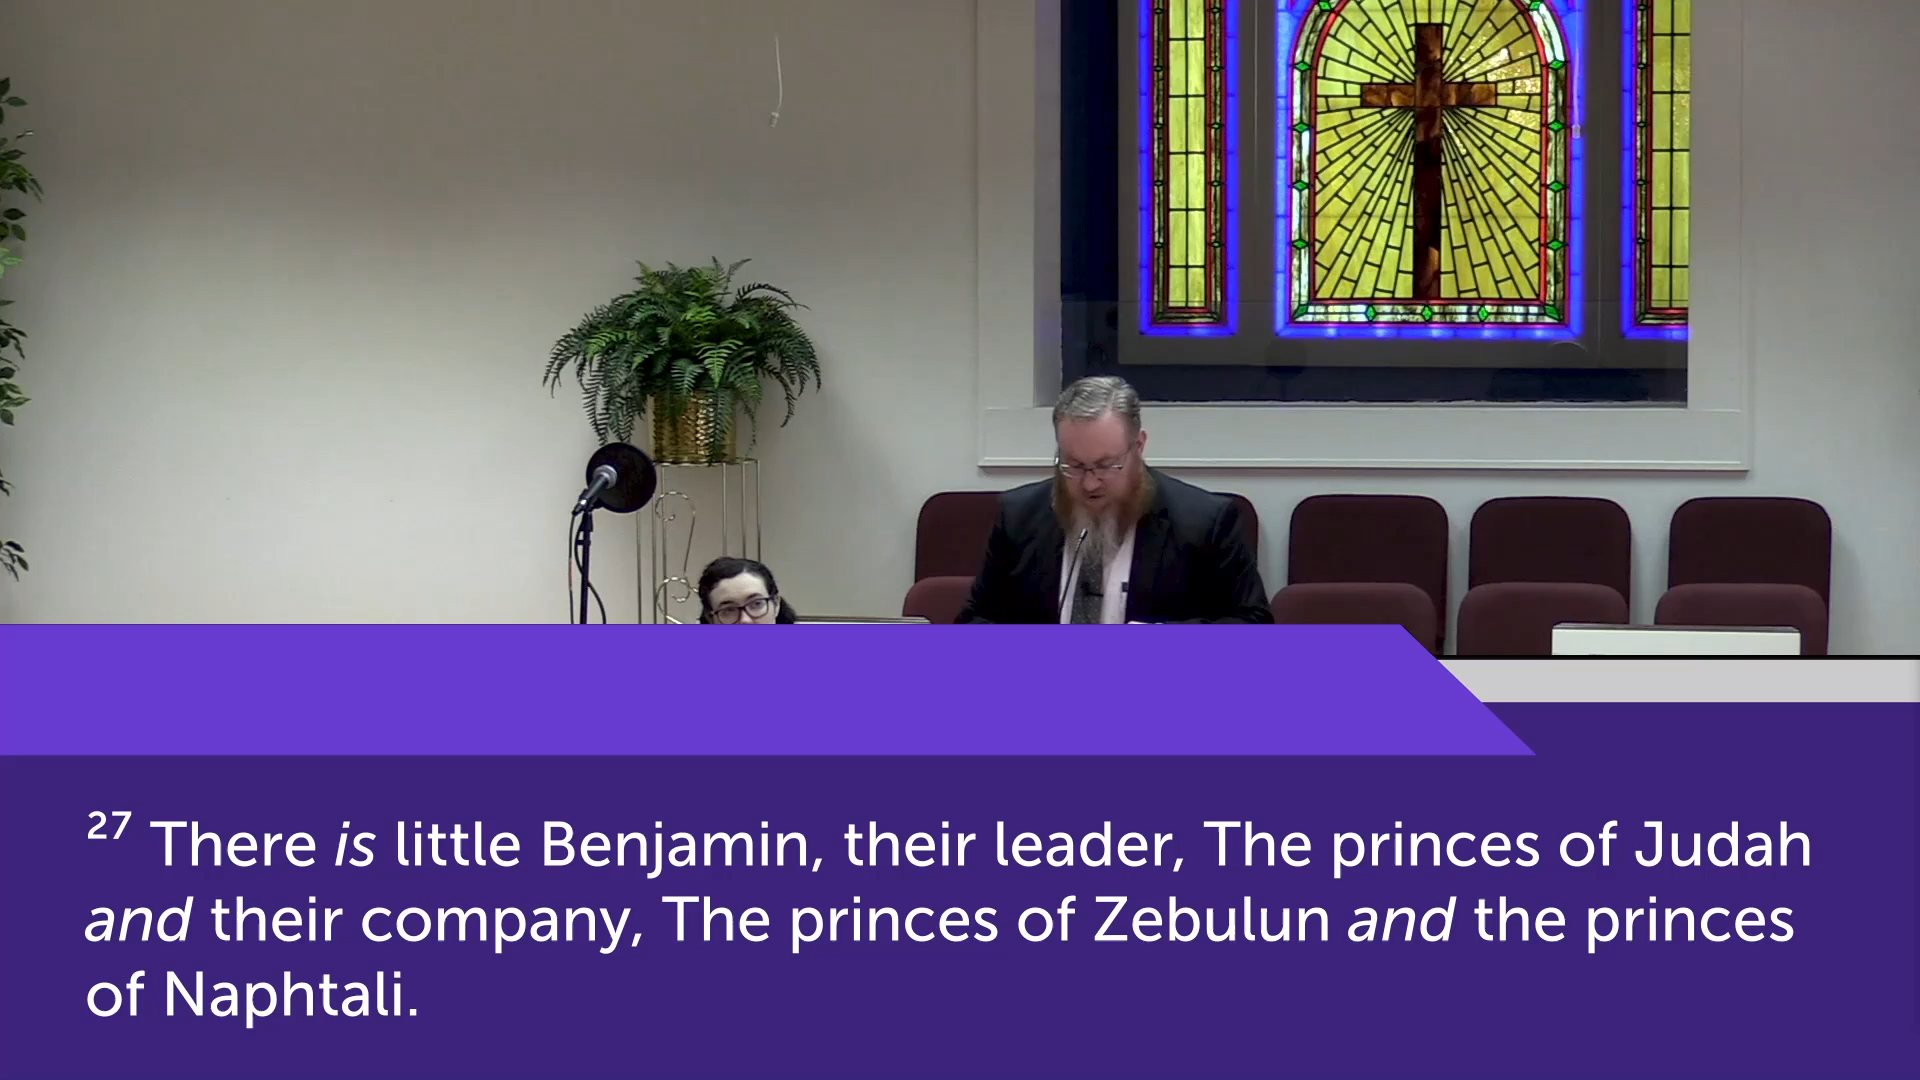 27 There is little Benjamin, their leader, The princes of Judah
and their company, The princes of Zebulun and the princes
of Naphtali.